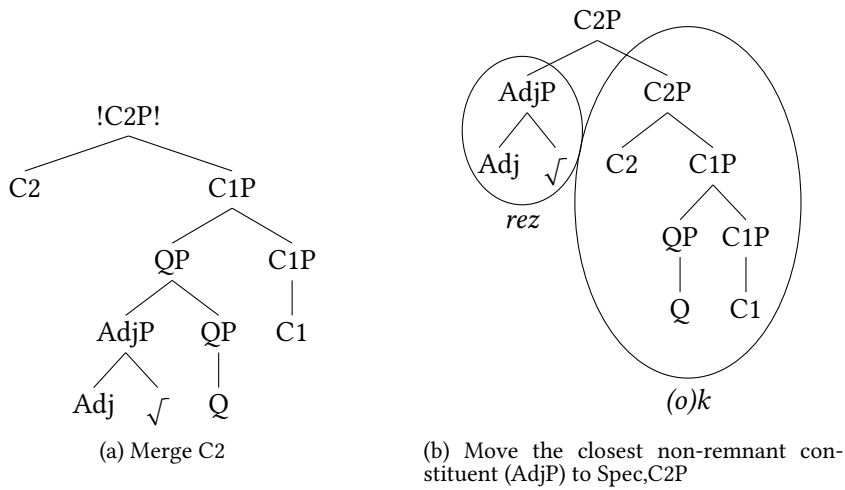 !C2P!
C2 C1P
QP C1P
AdjP QP C1
Adj √ Q
(a) Merge C2
C2P
AdjP C2P
Adj √ C2 C1P
rez QP C1P
Q C1
(o)k
(b) Move the closest non-remnant con-
stituent (AdjP) to Spec,C2P